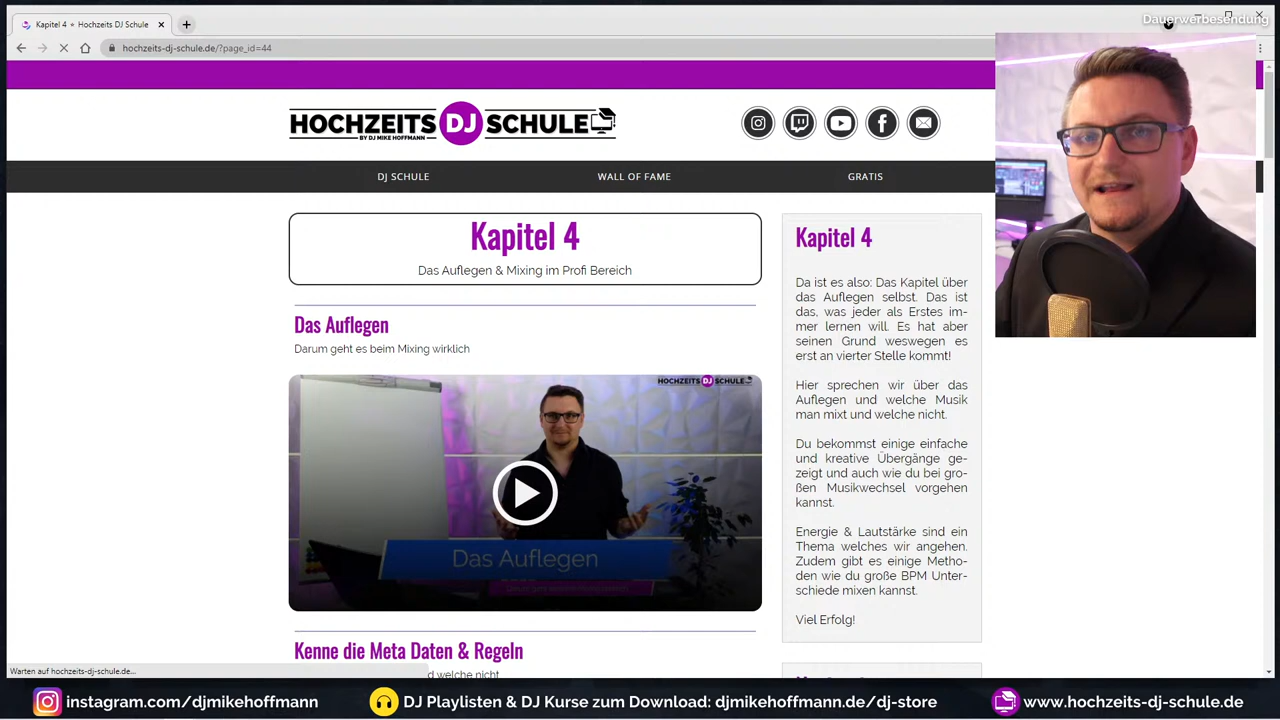 Dauerwerbesendung
Kapitel 4 ⋆ Hochzeits DJ Schule
hochzeits-dj-schule.de/?page_id=44
HOCHZEITS DJ SCHULE
BY DJ MIKE HOFFMANN
DJ SCHULE
WALL OF FAME
GRATIS
Kapitel 4
Das Auflegen & Mixing im Profi Bereich
Das Auflegen
Darum geht es beim Mixing wirklich
HOCHZEITS DJ SCHULE
Das Auflegen
Kenne die Meta Daten & Regeln
d welche nicht
Kapitel 4
Da ist es also: Das Kapitel über
das Auflegen selbst. Das ist
das, was jeder als Erstes im-
mer lernen will. Es hat aber
seinen Grund weswegen es
erst an vierter Stelle kommt!
Hier sprechen wir über das
Auflegen und welche Musik
man mixt und welche nicht.
Du bekommst einige einfache
und kreative Übergänge ge-
zeigt und auch wie du bei gro-
ßen Musikwechsel vorgehen
kannst.
Energie & Lautstärke sind ein
Thema welches wir angehen.
Zudem gibt es einige Metho-
den wie du große BPM Unter-
schiede mixen kannst.
Viel Erfolg!
Warten auf hochzeits-dj-schule.de...
instagram.com/djmikehoffmann
DJ Playlisten & DJ Kurse zum Download: djmikehoffmann.de/dj-store
www.hochzeits-dj-schule.de